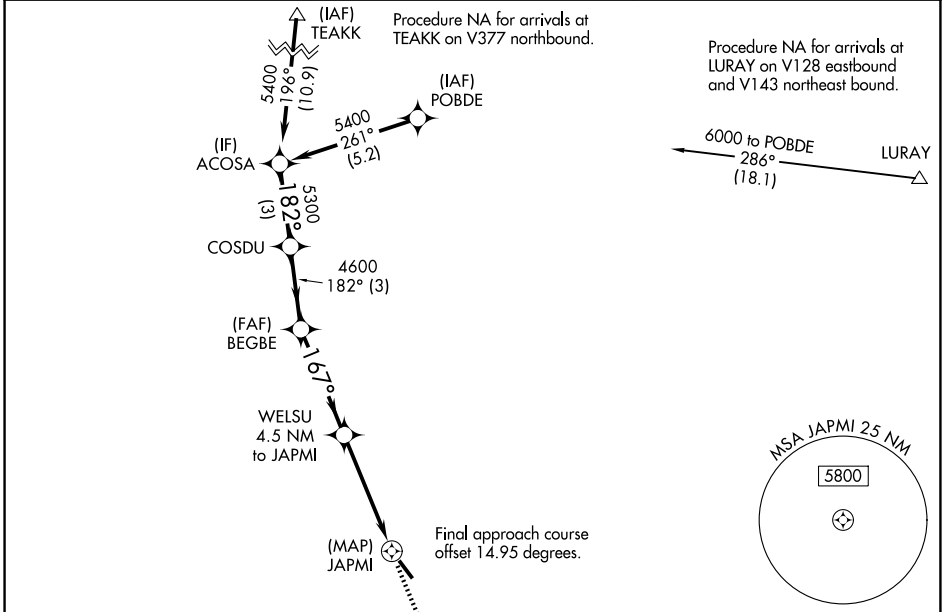 (IAF)
TEAKK
Procedure NA for arrivals at
TEAKK on V377 northbound.
Procedure NA for arrivals at
LURAY on V128 eastbound
and V143 northeast bound.
5400
196°
(10.9)
(IAF)
POBDE
5400
261°
(5.2)
6000 to POBDE
286°
(18.1)
LURAY
(IF)
ACOSA
5300
182°
(3)
COSDU
4600
182° (3)
(FAF)
BEGBE
167°
WELSU
4.5 NM
to JAPMI
MSA JAPMI 25 NM
5800
(MAP)
JAPMI
Final approach course
offset 14.95 degrees.